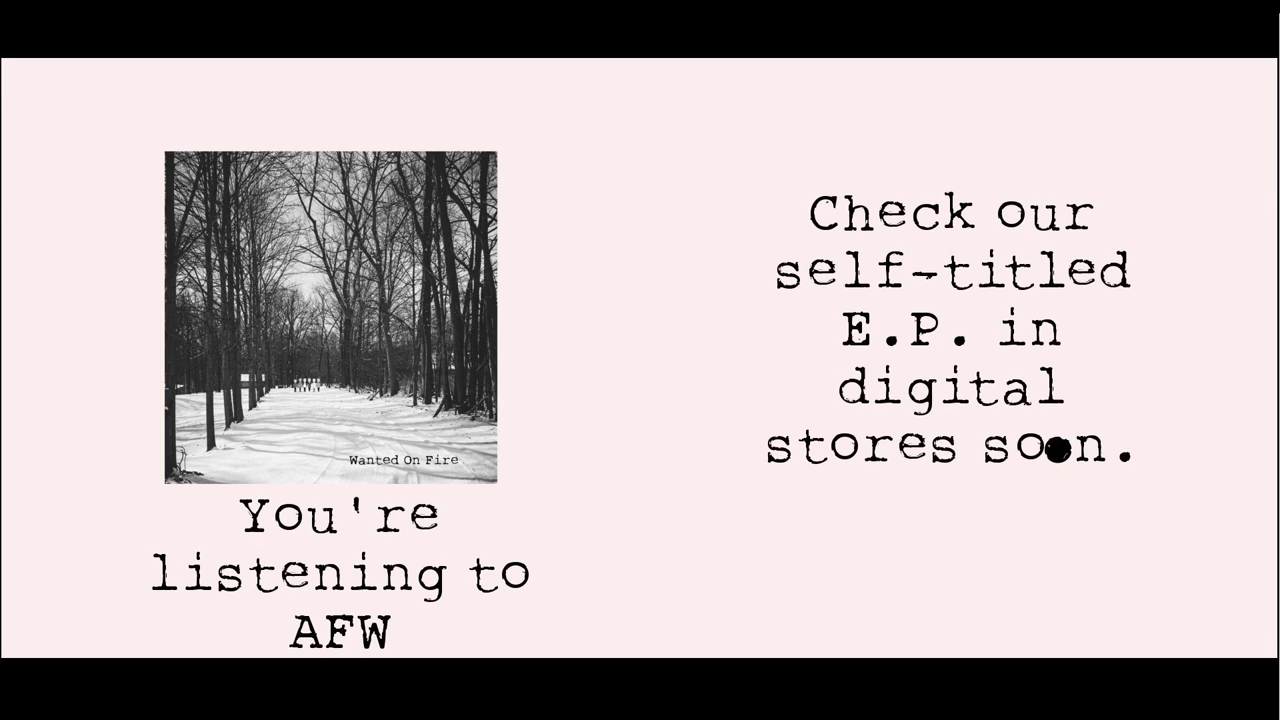 Wanted On Fire
You're
listening to
AFW
Check our
self-titled
E.P. in
digital
stores soon.